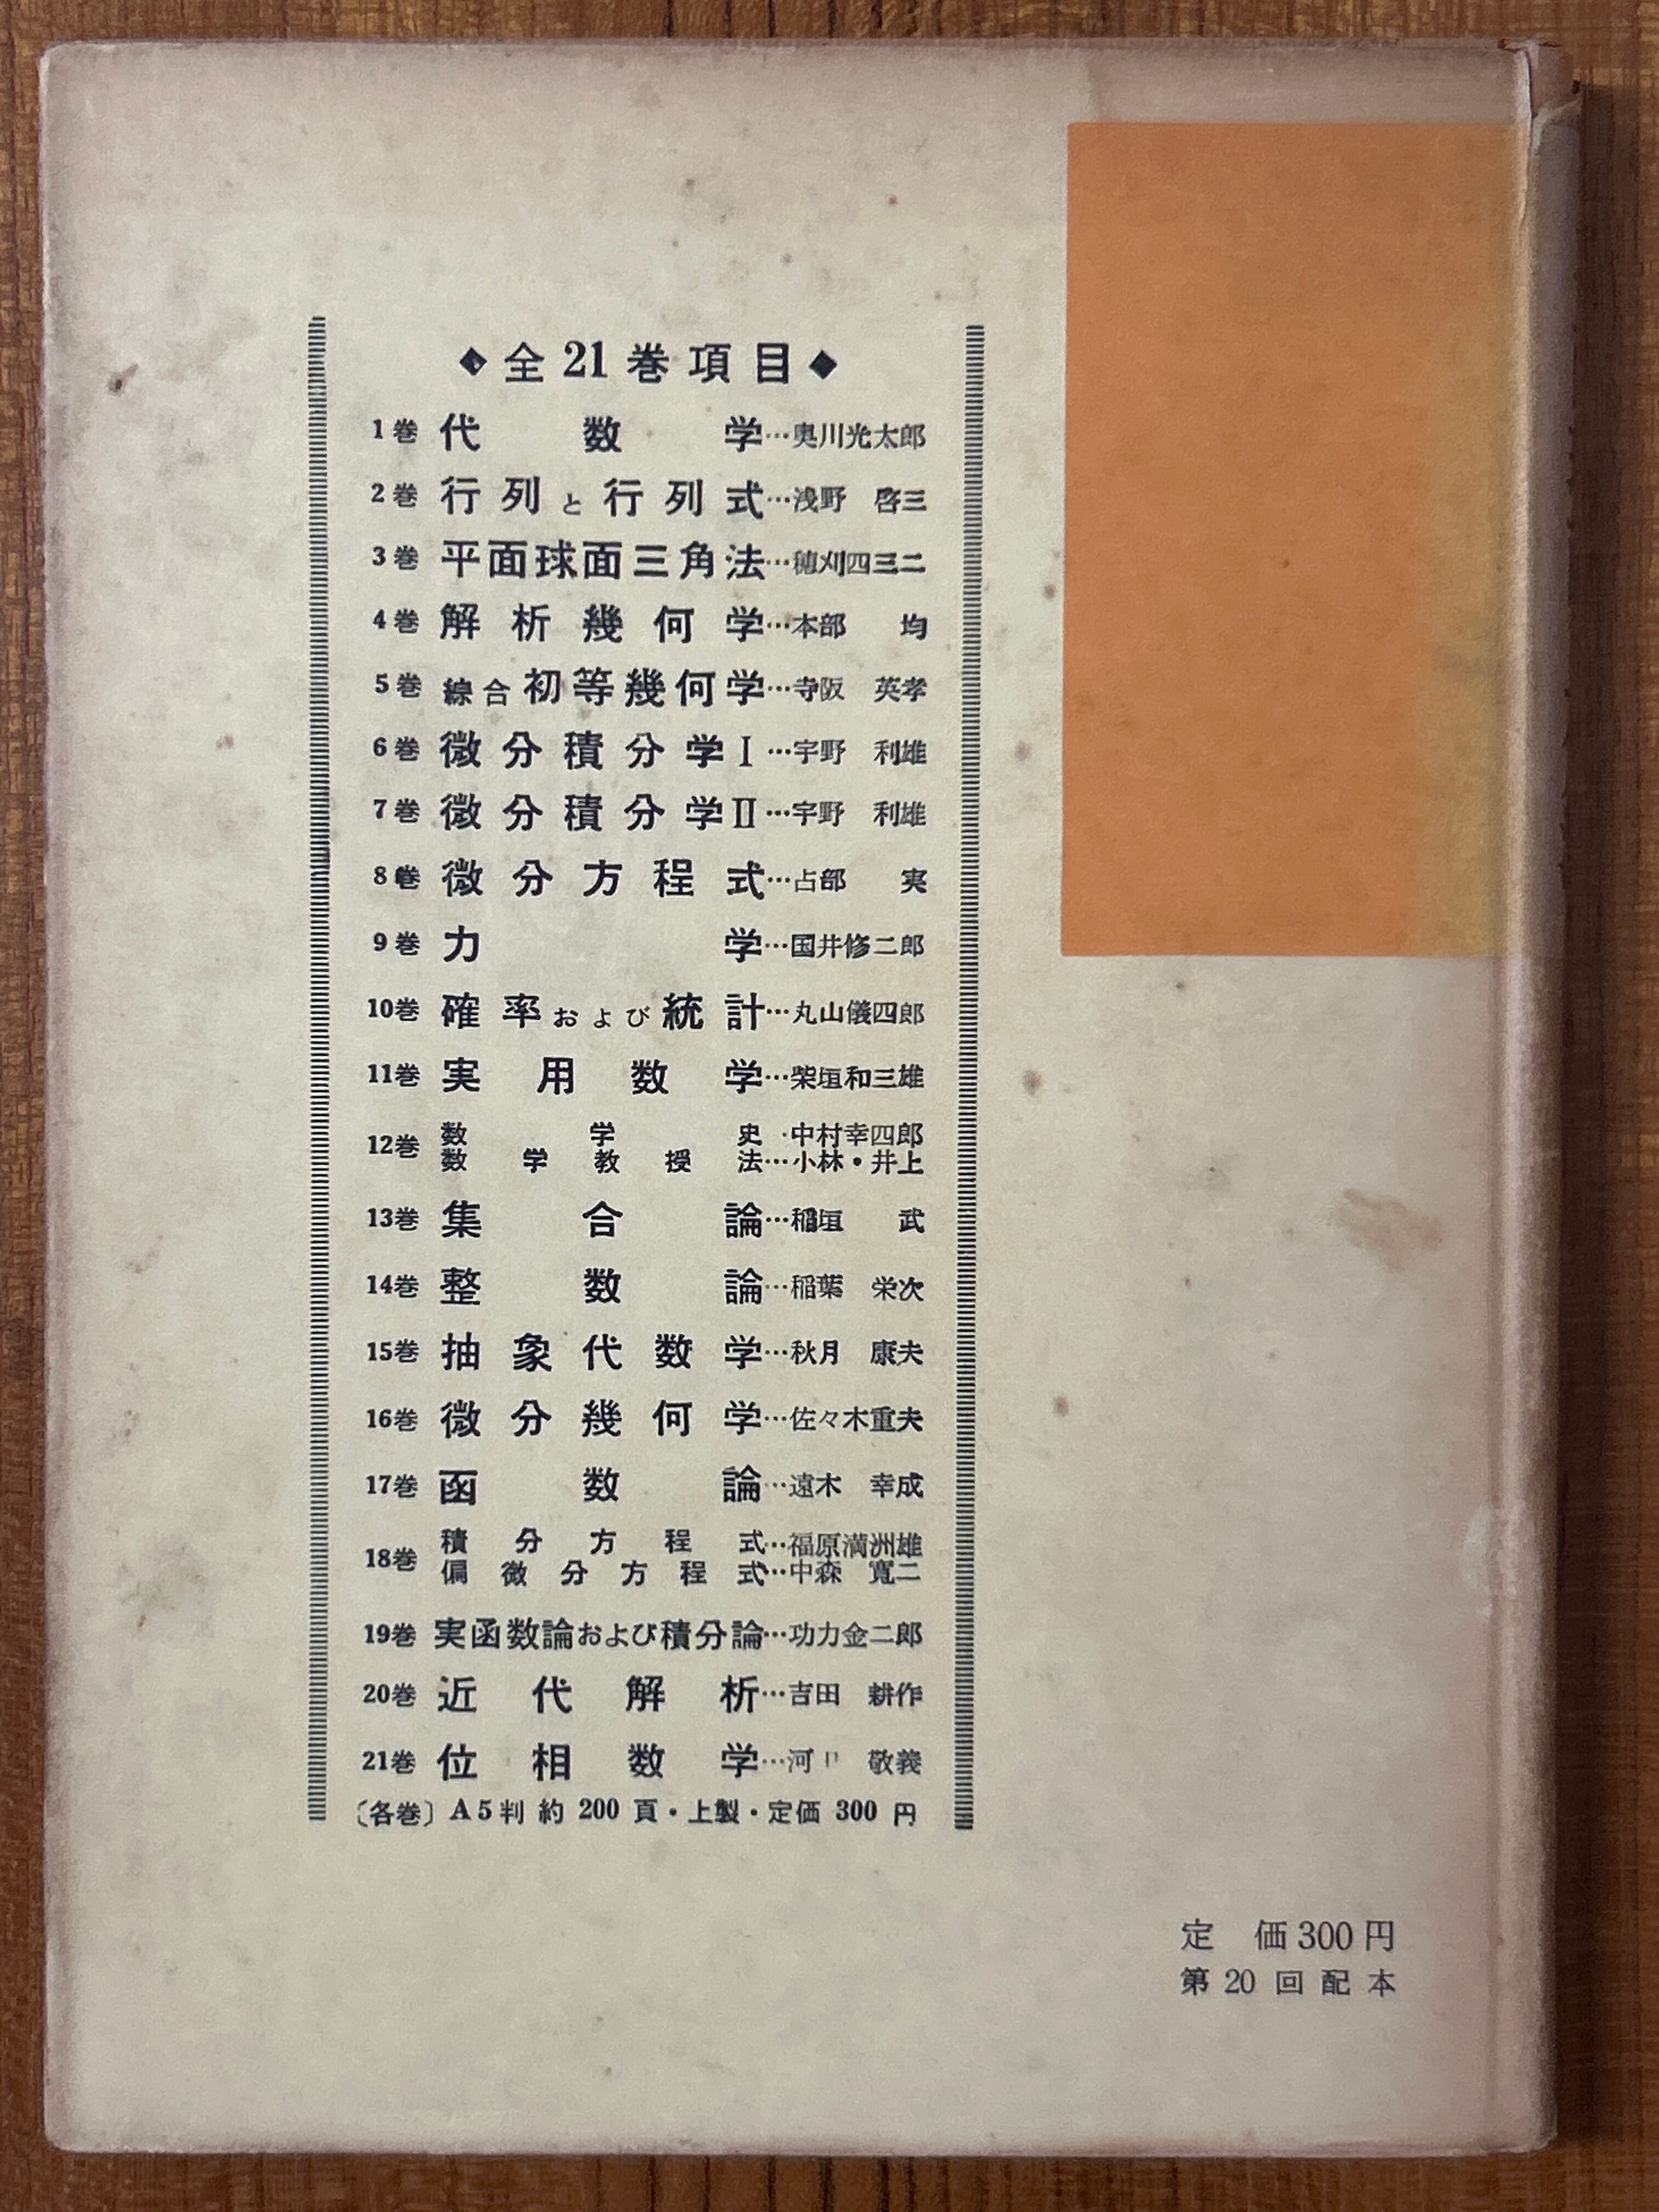 ◆全21巻項目◆
1巻 代数学…奥川光太郎
2巻 行列と行列式…浅野 啓三
3巻 平面球面三角法…穂刈四三二
4巻 解析幾何学…本部 均
5巻 綜合初等幾何学…寺阪 英孝
6巻 微分積分学Ⅰ…宇野 利雄
7巻 微分積分学Ⅱ…宇野 利雄
8巻 微分方程式…占部 実
9巻 力学…国井修二郎
10巻 確率および統計…丸山儀四郎
11巻 実用数学…柴垣和三雄
12巻 数学史·中村幸四郎
数学教授法…小林・井上
13巻 集合論…稲垣 武
14巻 整数論…稲葉 栄次
15巻 抽象代数学…秋月 康夫
16巻 微分幾何学…佐々木重夫
17巻 函数論…遠木 幸成
18巻 積分方程式…福原満洲雄
偏微分方程式…中森 寛二
19巻 実函数論および積分論…功力金二郎
20巻 近代解析…吉田 耕作
21巻 位相数学…河 敬義
〔各巻〕A5判 約 200 頁・上製・定価 300 円
定 価 300 円
第 20 回 配 本